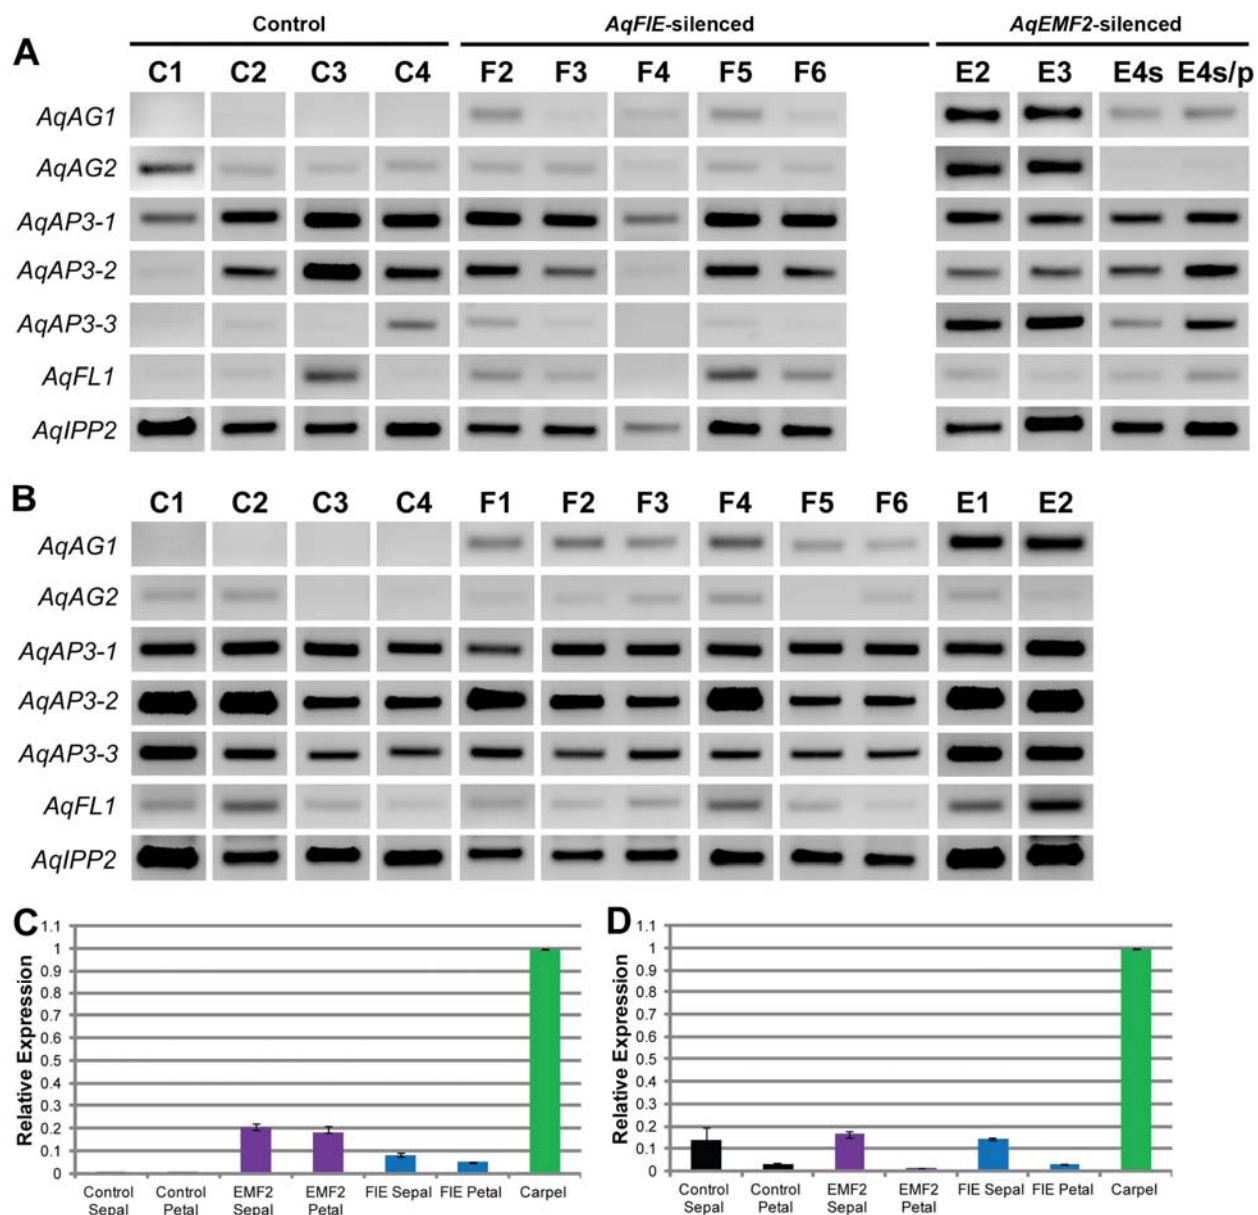 Control AqFIE-silenced AqEMF2-silenced
A
C1 C2 C3 C4 F2 F3 F4 F5 F6 E2 E3 E4s E4s/p
AqAG1
AqAG2
AqAP3-1
AqAP3-2
AqAP3-3
AqFL1
AqIPP2
B
C1 C2 C3 C4 F1 F2 F3 F4 F5 F6 E1 E2
AqAG1
AqAG2
AqAP3-1
AqAP3-2
AqAP3-3
AqFL1
AqIPP2
C
Relative Expression
1.1
1
0.9
0.8
0.7
0.6
0.5
0.4
0.3
0.2
0.1
0
Control Sepal
Control Petal
EMF2 Sepal
EMF2 Petal
FIE Sepal
FIE Petal
Carpel
D
Relative Expression
1.1
1
0.9
0.8
0.7
0.6
0.5
0.4
0.3
0.2
0.1
0
Control Sepal
Control Petal
EMF2 Sepal
EMF2 Petal
FIE Sepal
FIE Petal
Carpel